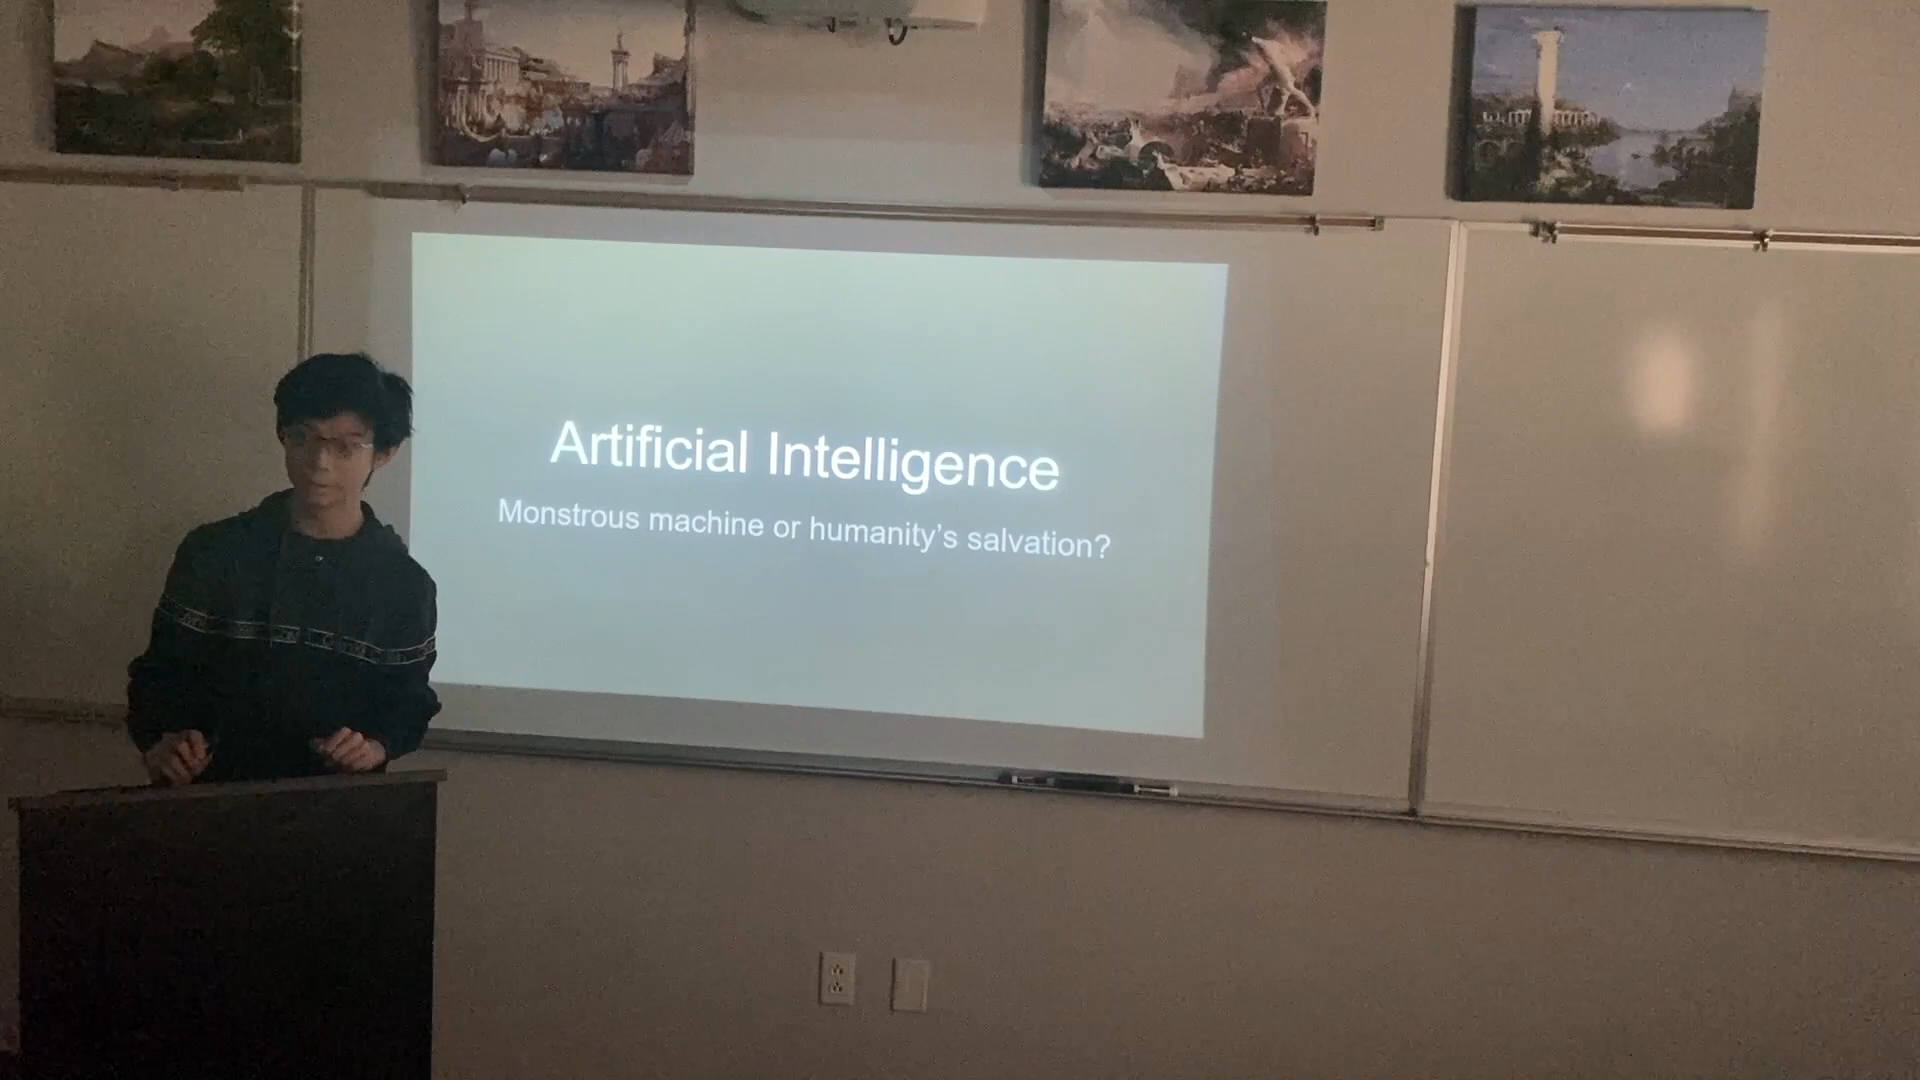 Artificial Intelligence
Monstrous machine or humanity's salvation?